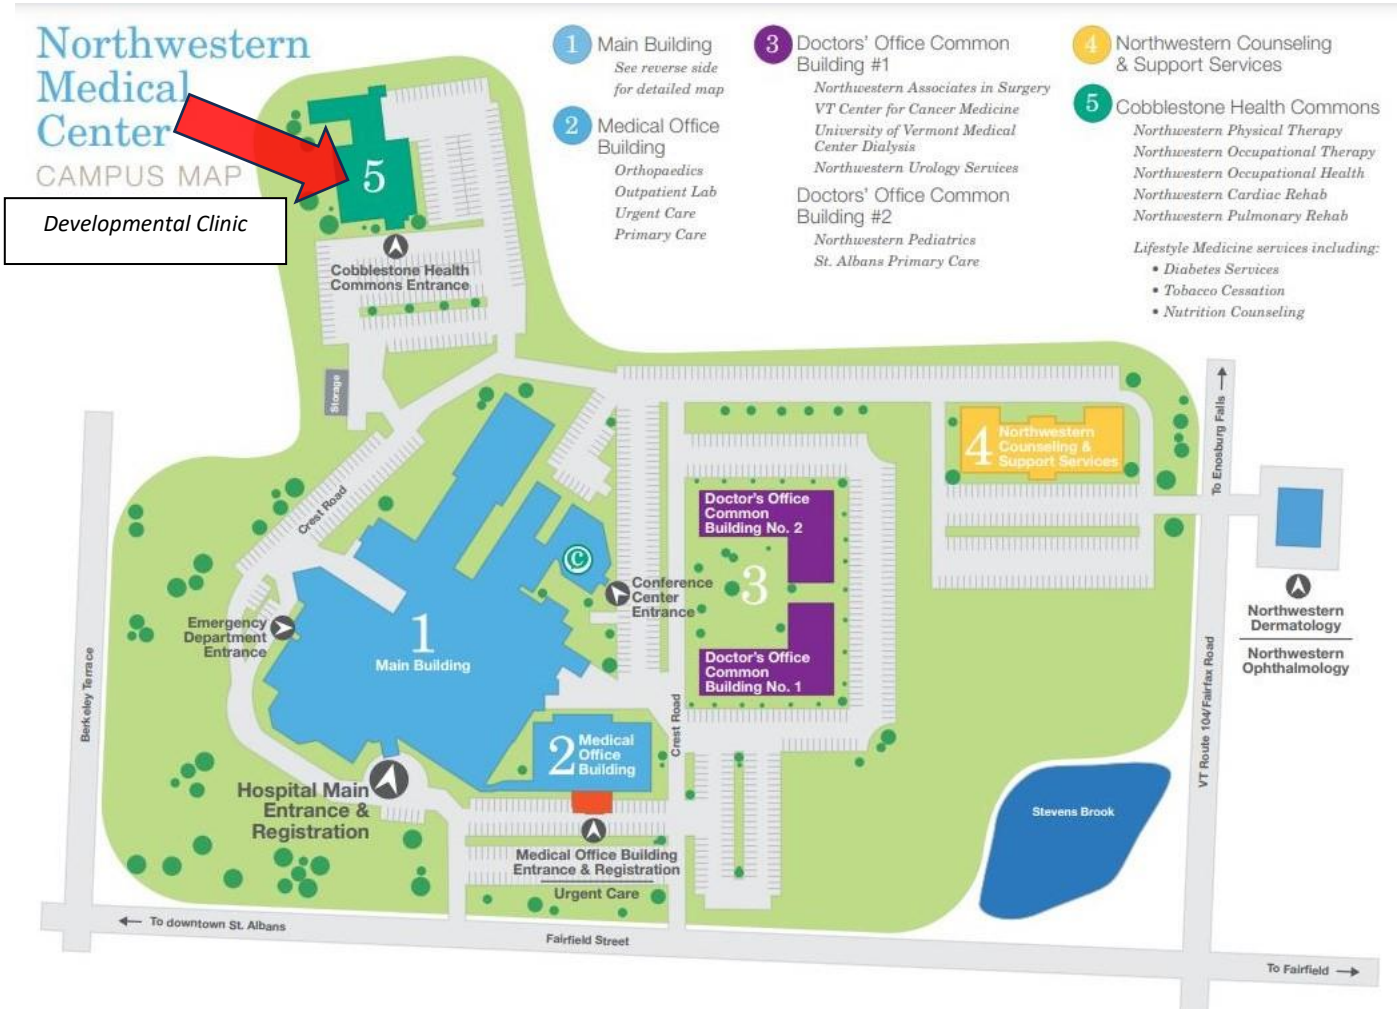 Northwestern
Medical
Center
CAMPUS MAP
Developmental Clinic
1 Main Building
See reverse side
for detailed map
2 Medical Office
Building
Orthopaedics
Outpatient Lab
Urgent Care
Primary Care
3 Doctors' Office Common
Building #1
Northwestern Associates in Surgery
VT Center for Cancer Medicine
University of Vermont Medical
Center Dialysis
Northwestern Urology Services
Doctors' Office Common
Building #2
Northwestern Pediatrics
St. Albans Primary Care
4 Northwestern Counseling
& Support Services
5 Cobblestone Health Commons
Northwestern Physical Therapy
Northwestern Occupational Therapy
Northwestern Occupational Health
Northwestern Cardiac Rehab
Northwestern Pulmonary Rehab
Lifestyle Medicine services including:
• Diabetes Services
• Tobacco Cessation
• Nutrition Counseling
5
Cobblestone Health
Commons Entrance
Storage
Crest Road
4
Northwestern
Counseling &
Support Services
To Enosburg Falls
Doctor's Office
Common
Building No. 2
3
Doctor's Office
Common
Building No. 1
©
Conference
Center
Entrance
Emergency
Department
Entrance
1
Main Building
Northwestern
Dermatology
Northwestern
Ophthalmology
Berkeley Terrace
Crest Road
VT Route 104/Fairfax Road
2
Medical
Office
Building
Hospital Main
Entrance &
Registration
Stevens Brook
Medical Office Building
Entrance & Registration
Urgent Care
To downtown St. Albans
Fairfield Street
To Fairfield